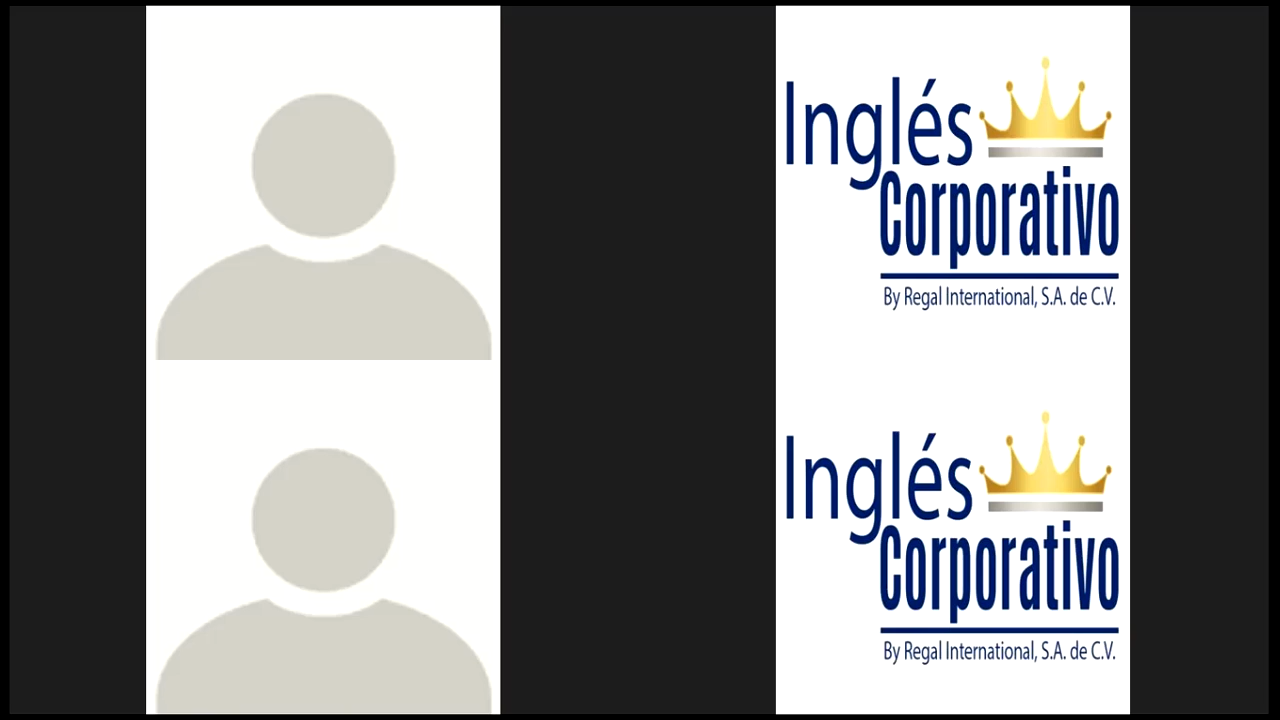 Inglés
Corporativo
By Regal International, S.A. de C.V.
Inglés
Corporativo
By Regal International, S.A. de C.V.